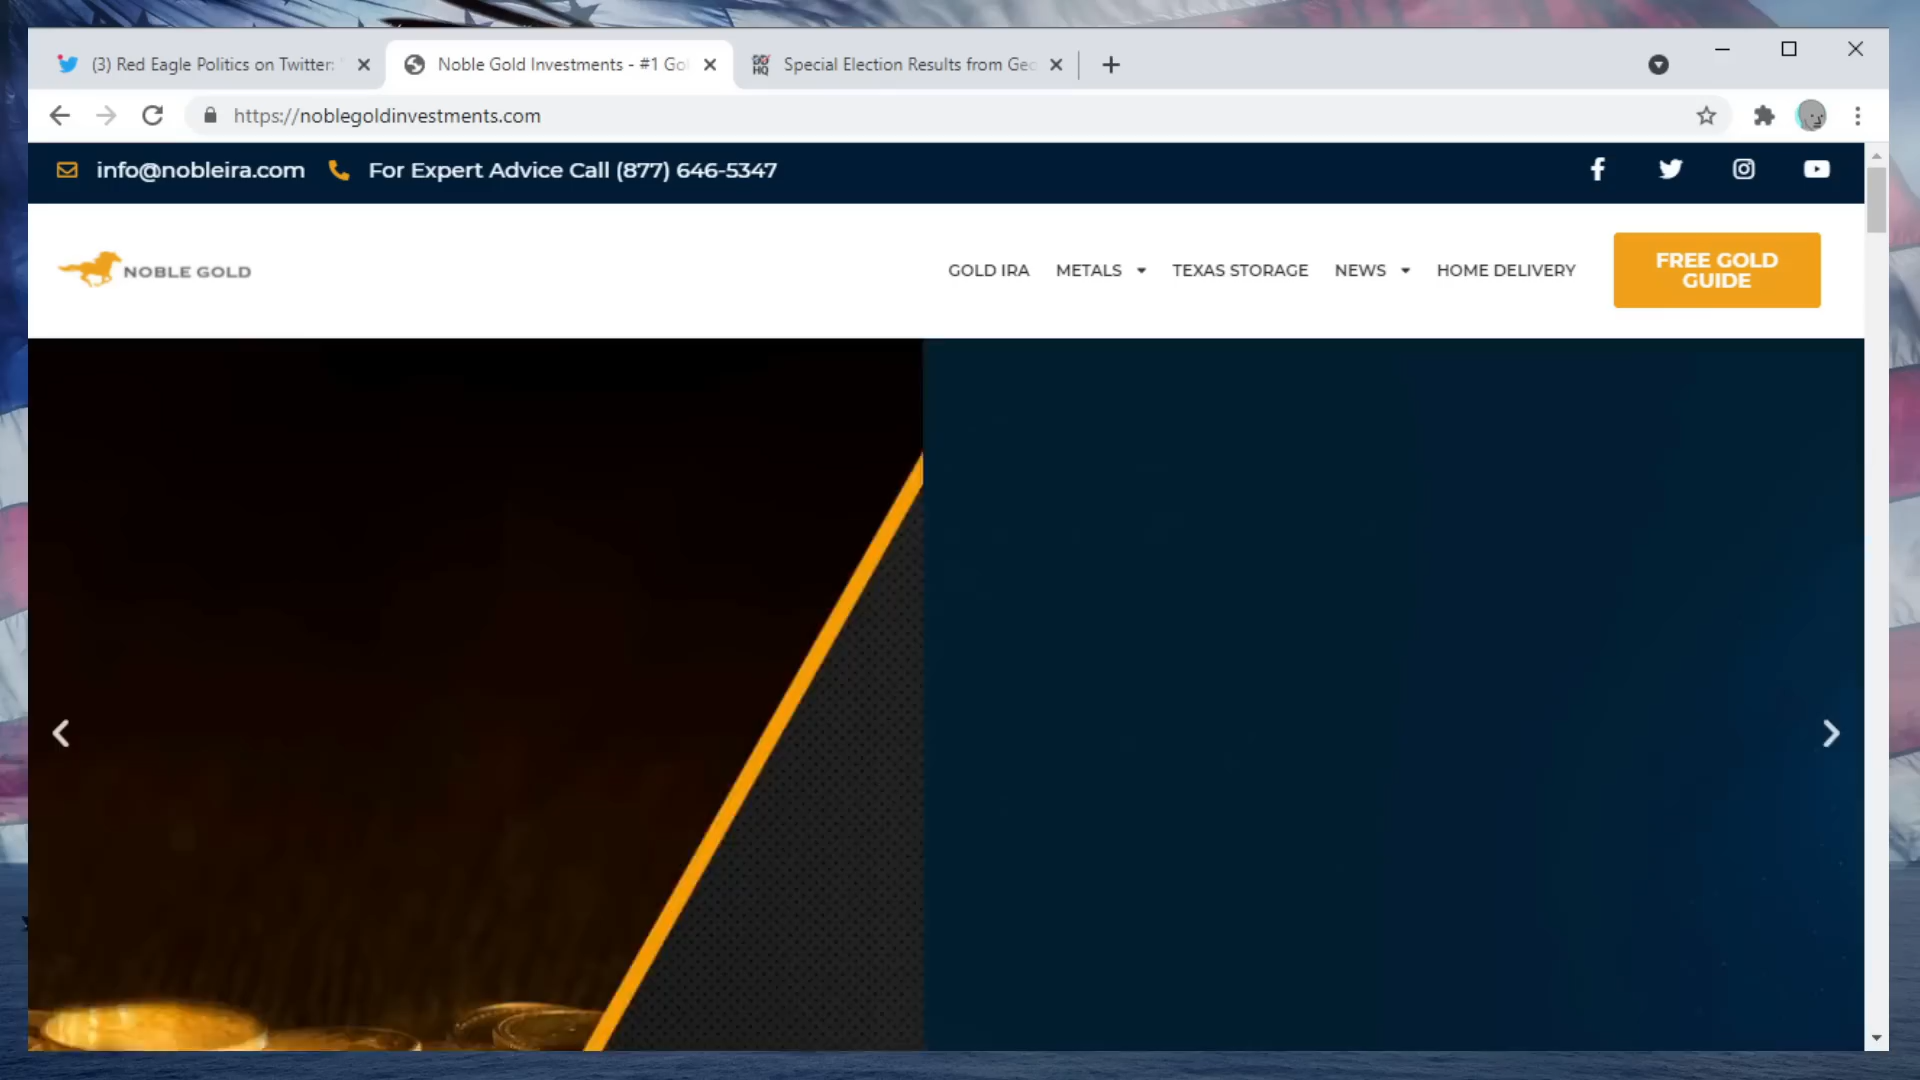 (3) Red Eagle Politics on Twitter:
Noble Gold Investments - #1 Gol
Special Election Results from Geo
https://noblegoldinvestments.com
info@nobleira.com
For Expert Advice Call (877) 646-5347
NOBLE GOLD
GOLD IRA
METALS
TEXAS STORAGE
NEWS
HOME DELIVERY
FREE GOLD
GUIDE